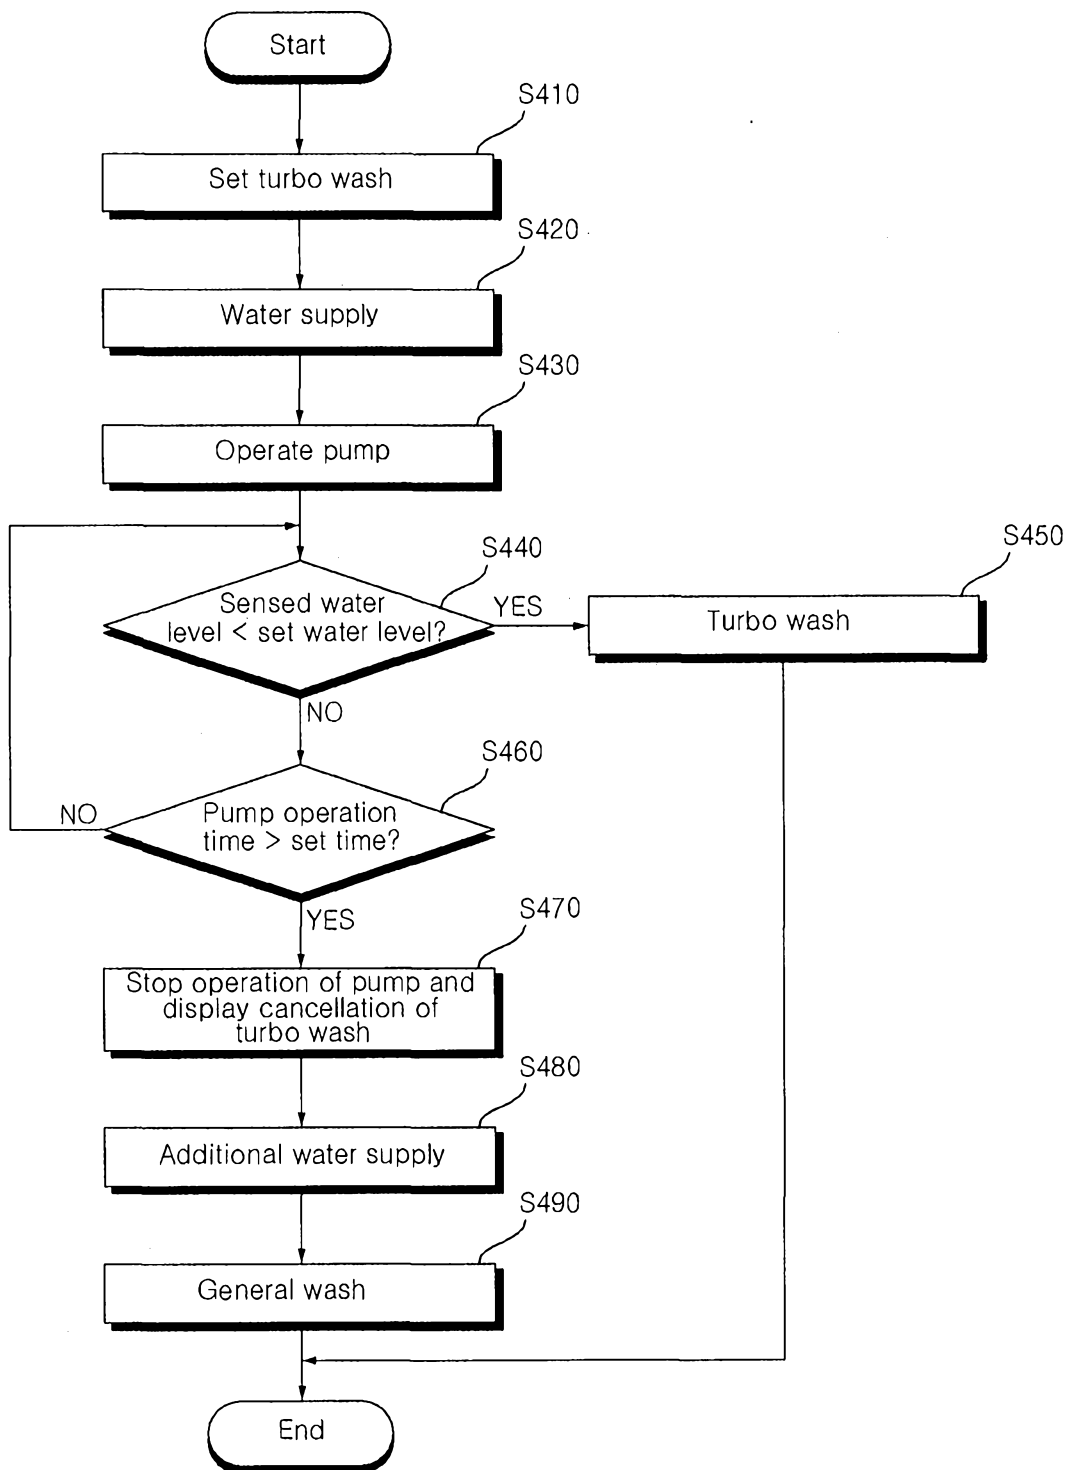 Start
S410
Set turbo wash
S420
Water supply
S430
Operate pump
S440
Sensed water
level < set water level?
YES
S450
Turbo wash
NO
S460
Pump operation
time > set time?
NO
YES
S470
Stop operation of pump and
display cancellation of
turbo wash
S480
Additional water supply
S490
General wash
End